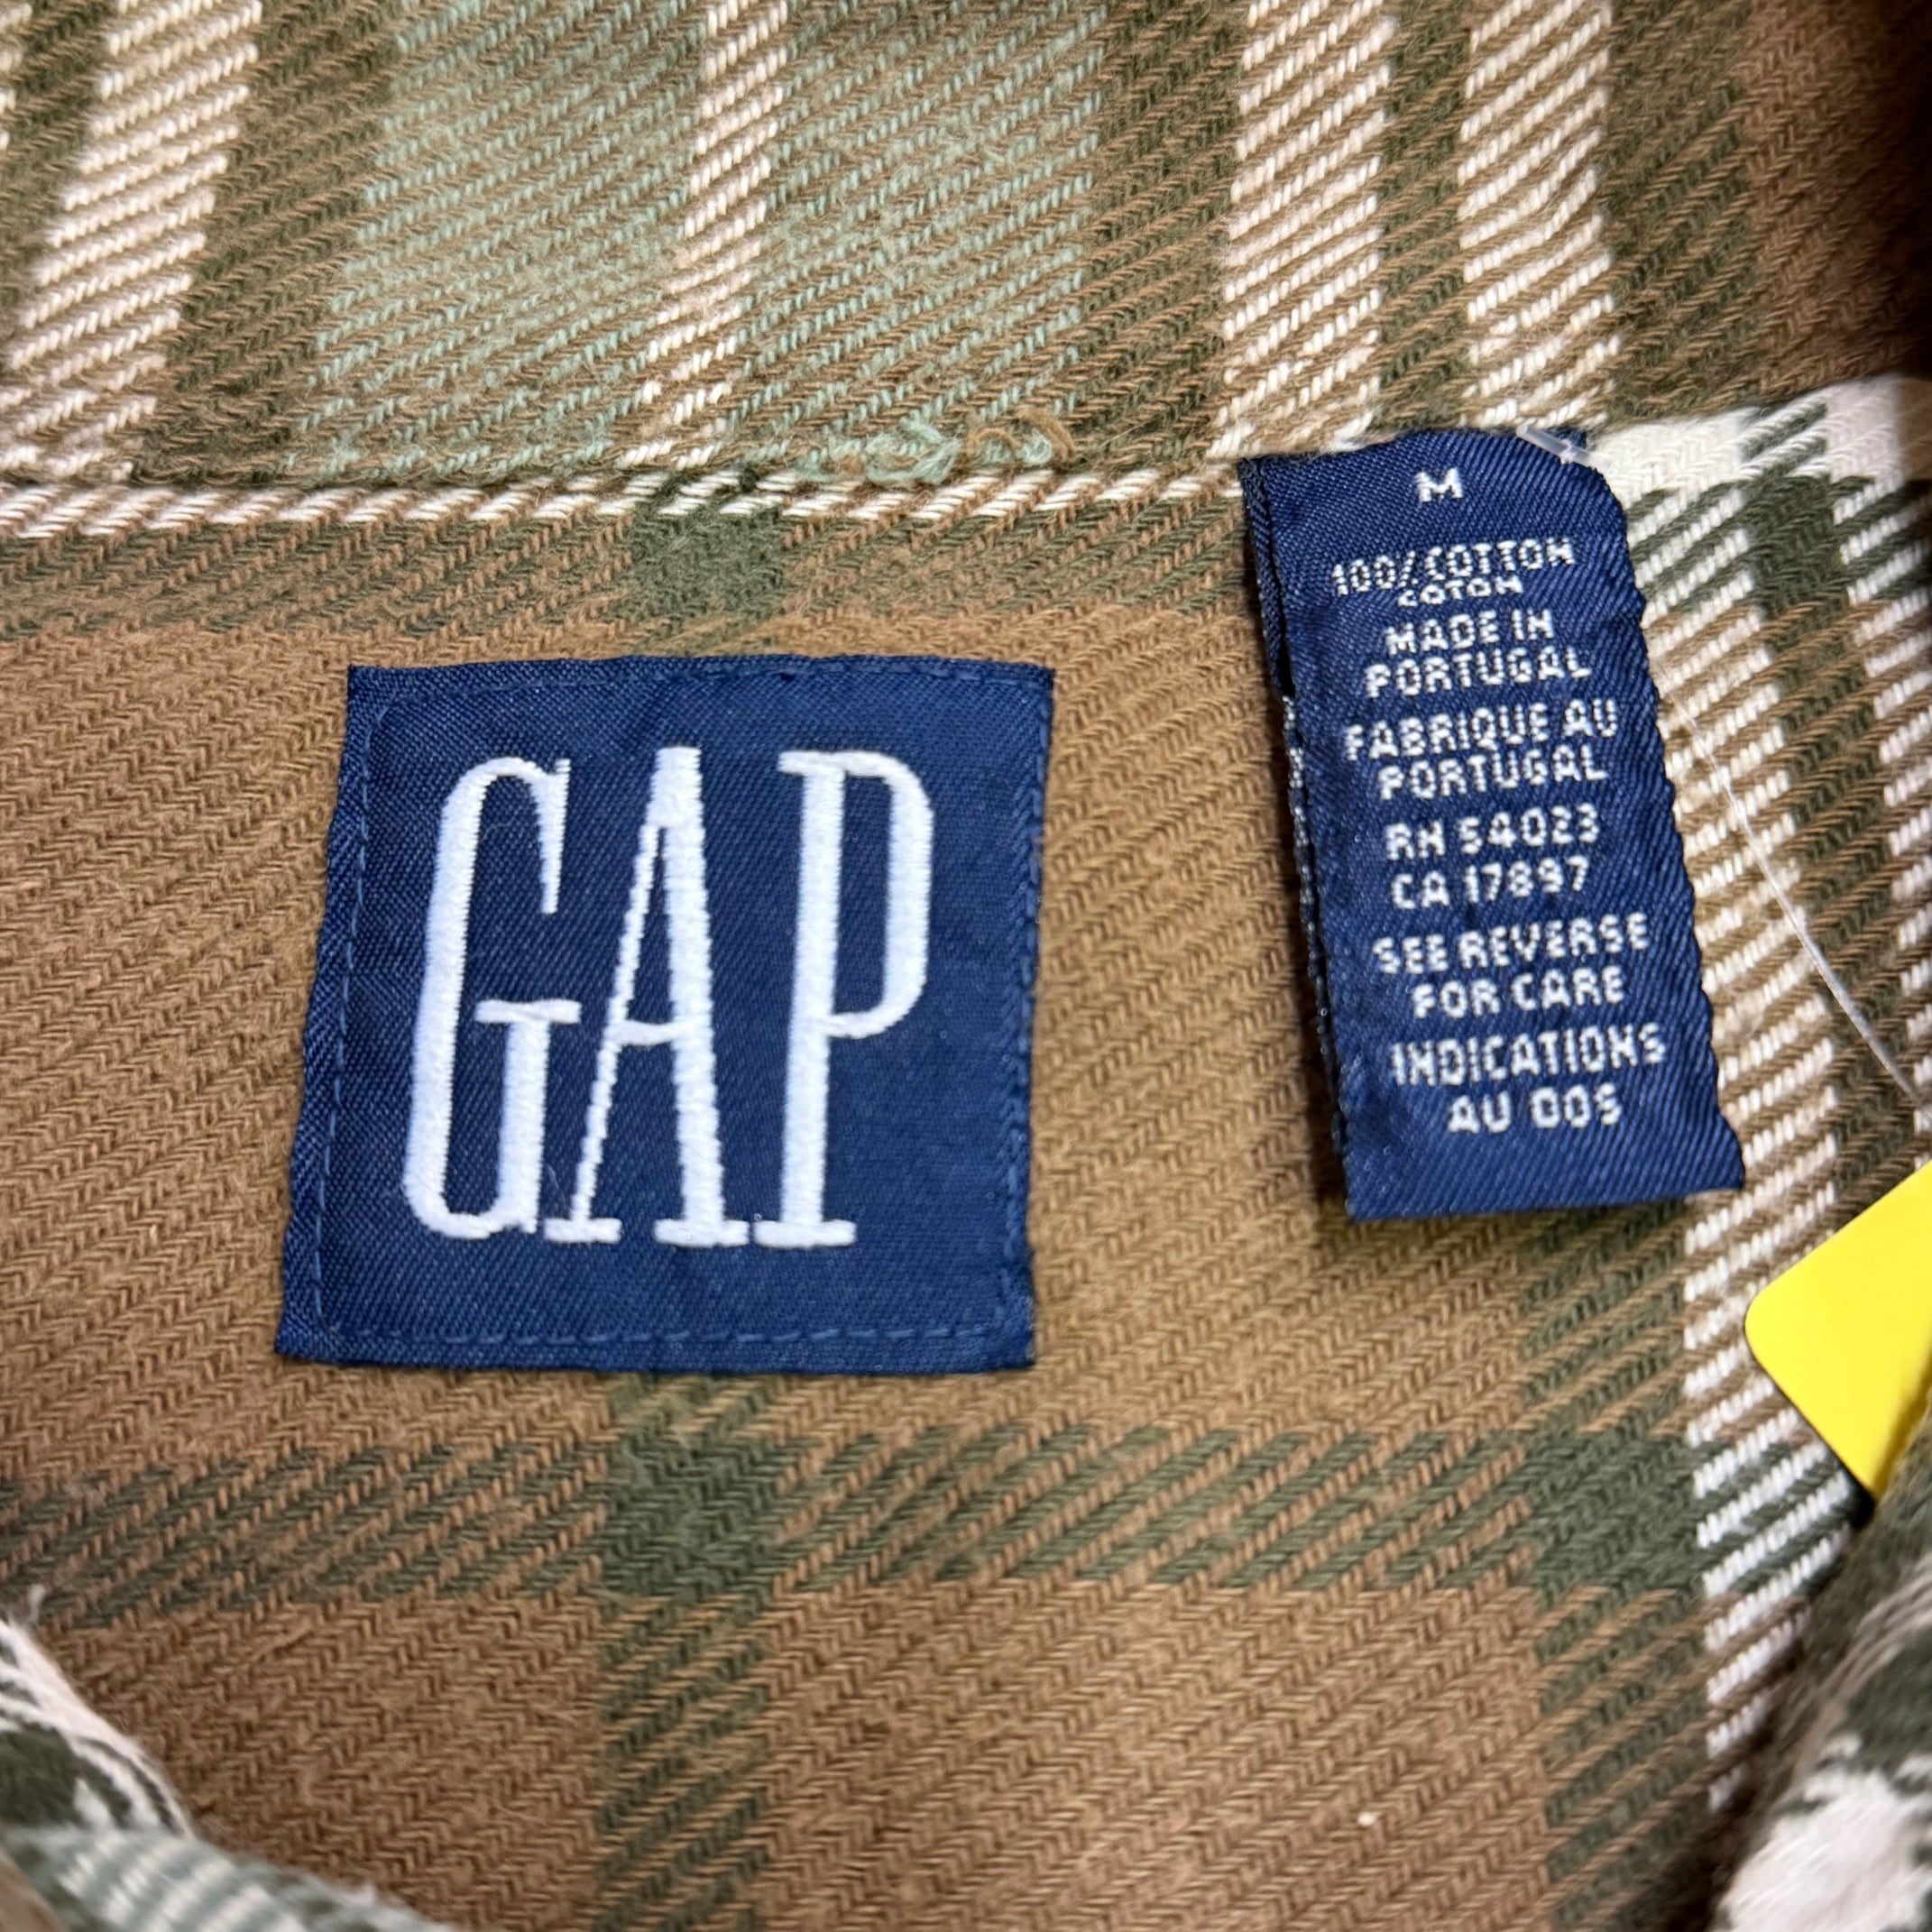 GAP
M
100% COTTON
COTON
MADE IN
PORTUGAL
FABRIQUE AU
PORTUGAL
RN 54023
CA 17897
SEE REVERSE
FOR CARE
INDICATIONS
AU DOS